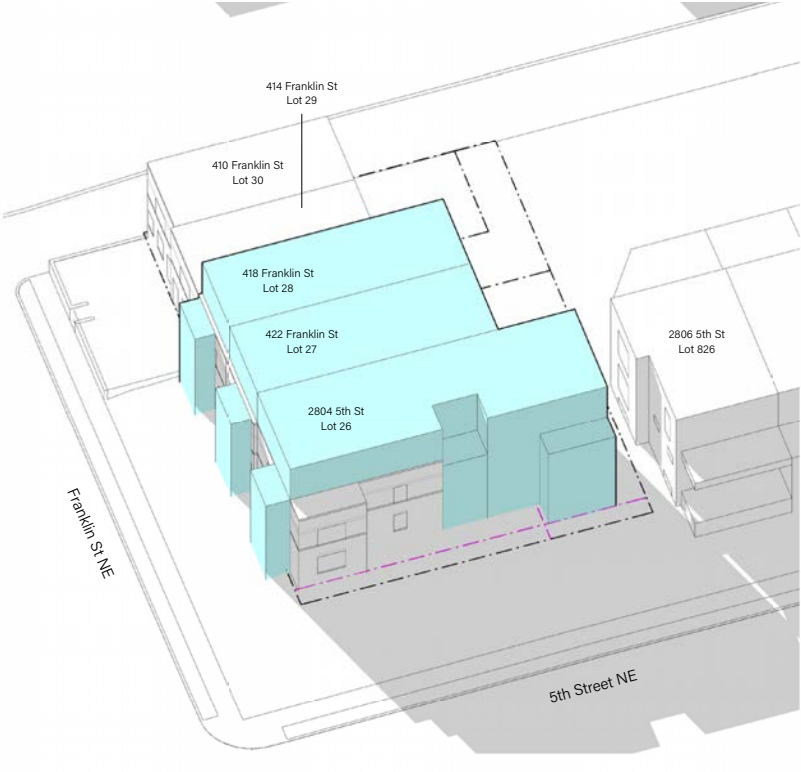 414 Franklin St
Lot 29
410 Franklin St
Lot 30
418 Franklin St
Lot 28
422 Franklin St
Lot 27
2806 5th St
Lot 826
2804 5th St
Lot 26
Franklin St NE
5th Street NE